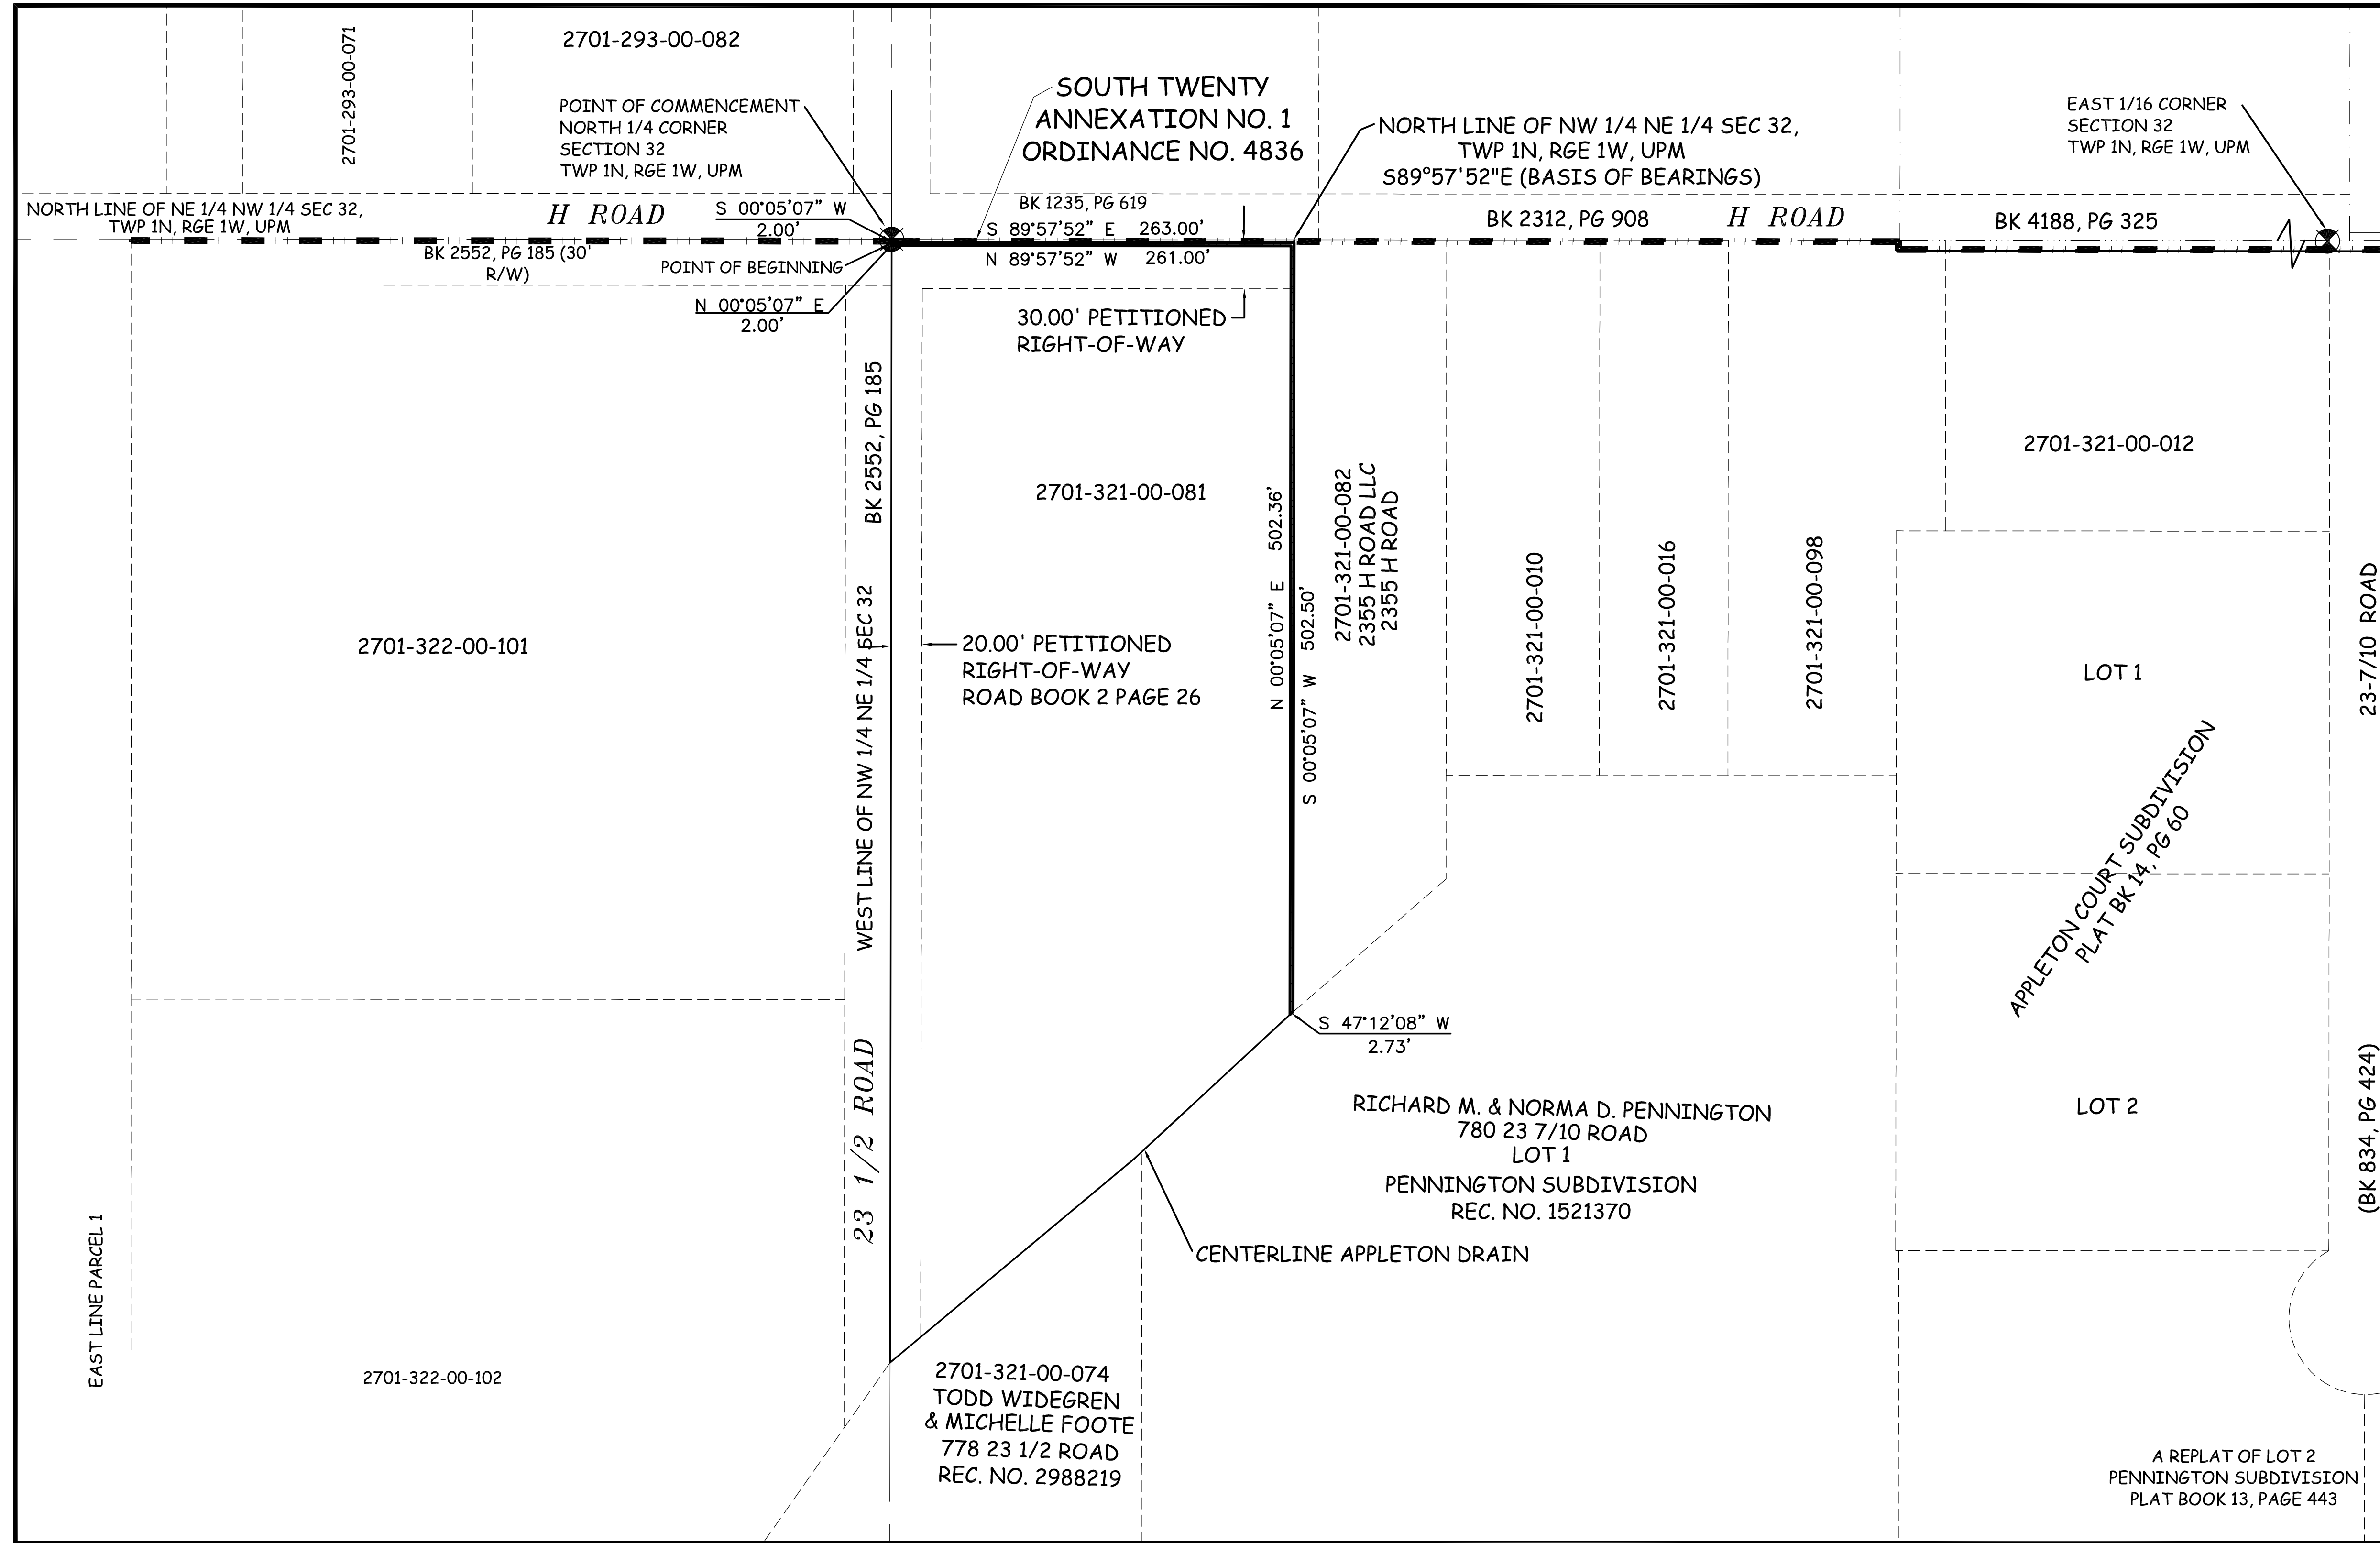 2701-293-00-071
2701-293-00-082
POINT OF COMMENCEMENT
NORTH 1/4 CORNER
SECTION 32
TWP 1N, RGE 1W, UPM
SOUTH TWENTY
ANNEXATION NO. 1
ORDINANCE NO. 4836
NORTH LINE OF NW 1/4 NE 1/4 SEC 32,
TWP 1N, RGE 1W, UPM
S89°57'52"E (BASIS OF BEARINGS)
EAST 1/16 CORNER
SECTION 32
TWP 1N, RGE 1W, UPM
NORTH LINE OF NE 1/4 NW 1/4 SEC 32,
TWP 1N, RGE 1W, UPM
H ROAD
S 00°05'07" W
2.00'
BK 1235, PG 619
S 89°57'52" E 263.00'
N 89°57'52" W 261.00'
BK 2312, PG 908
H ROAD
BK 4188, PG 325
BK 2552, PG 185 (30'
R/W)
POINT OF BEGINNING
N 00°05'07" E
2.00'
30.00' PETITIONED
RIGHT-OF-WAY
BK 2552, PG 185
2701-321-00-081
N 00°05'07" E 502.36'
S 00°05'07" W 502.50'
2701-321-00-082
2355 H ROAD LLC
2355 H ROAD
2701-321-00-010
2701-321-00-016
2701-321-00-098
2701-321-00-012
2701-322-00-101
WEST LINE OF NW 1/4 NE 1/4 SEC 32
20.00' PETITIONED
RIGHT-OF-WAY
ROAD BOOK 2 PAGE 26
LOT 1
23-7/10 ROAD
APPLETON COURT SUBDIVISION
PLAT BK 14, PG 60
S 47°12'08" W
2.73'
23 1/2 ROAD
RICHARD M. & NORMA D. PENNINGTON
780 23 7/10 ROAD
LOT 1
PENNINGTON SUBDIVISION
REC. NO. 1521370
LOT 2
(BK 834, PG 424)
CENTERLINE APPLETON DRAIN
EAST LINE PARCEL 1
2701-322-00-102
2701-321-00-074
TODD WIDEGREN
& MICHELLE FOOTE
778 23 1/2 ROAD
REC. NO. 2988219
A REPLAT OF LOT 2
PENNINGTON SUBDIVISION
PLAT BOOK 13, PAGE 443